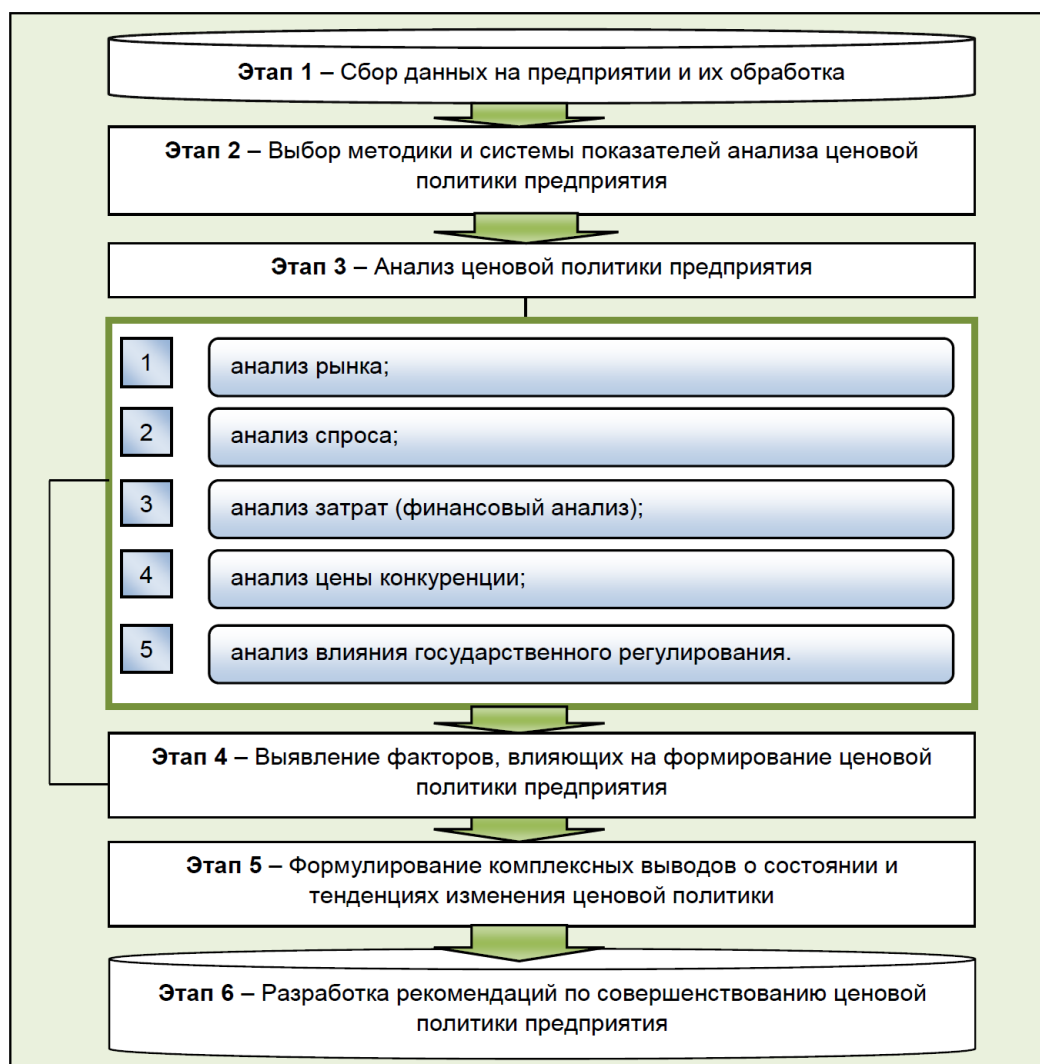 Этап 1 – Сбор данных на предприятии и их обработка
Этап 2 – Выбор методики и системы показателей анализа ценовой
политики предприятия
Этап 3 – Анализ ценовой политики предприятия
1 анализ рынка;
2 анализ спроса;
3 анализ затрат (финансовый анализ);
4 анализ цены конкуренции;
5 анализ влияния государственного регулирования.
Этап 4 – Выявление факторов, влияющих на формирование ценовой
политики предприятия
Этап 5 – Формулирование комплексных выводов о состоянии и
тенденциях изменения ценовой политики
Этап 6 – Разработка рекомендаций по совершенствованию ценовой
политики предприятия